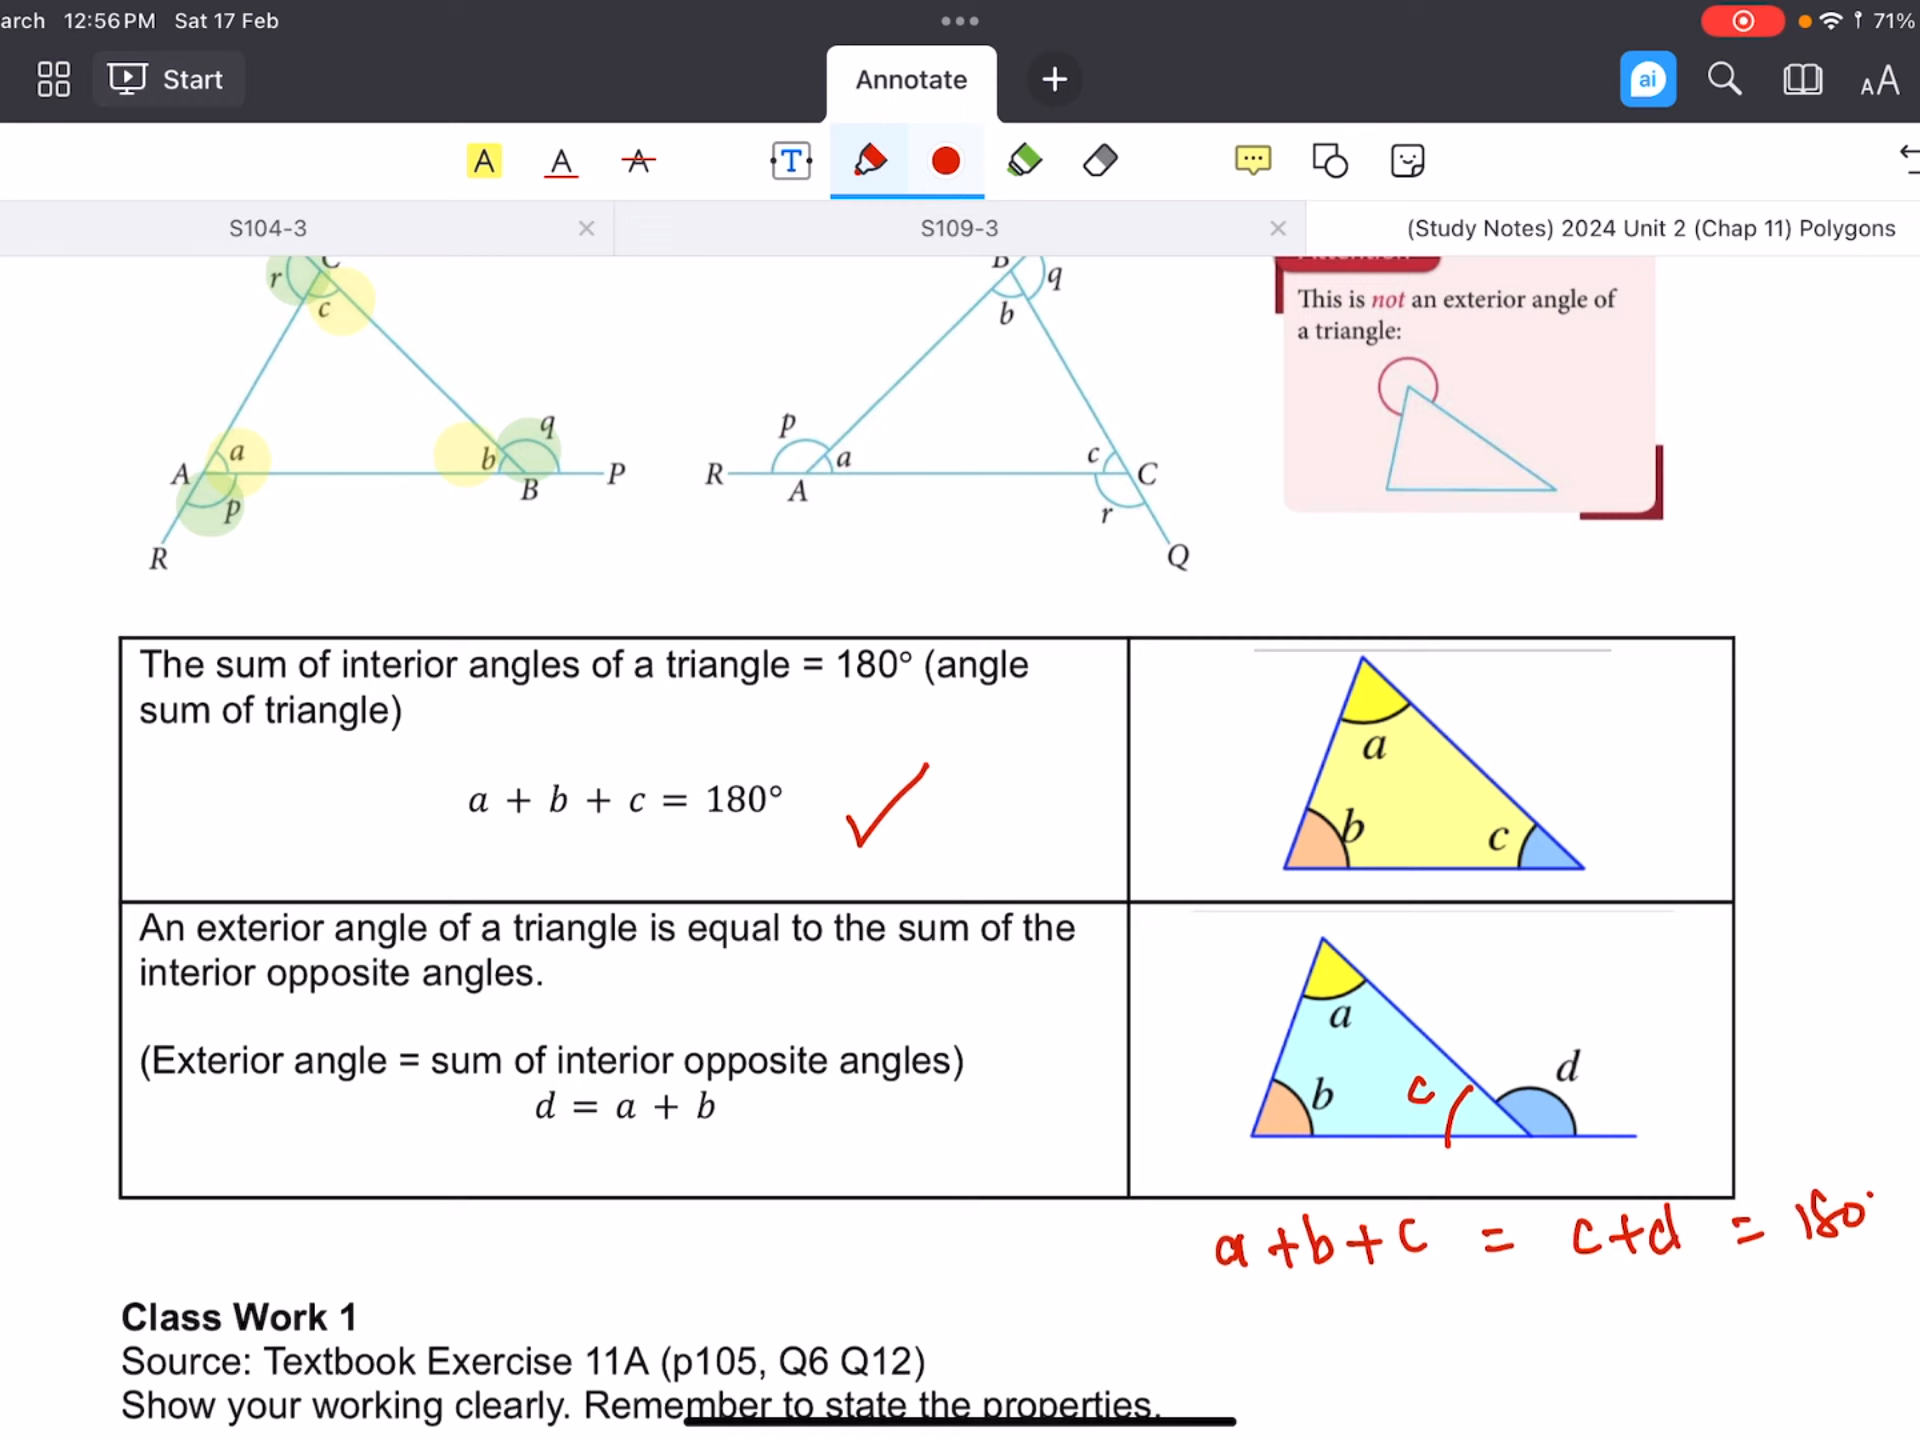 arch 12:56 PM Sat 17 Feb
71%
Start
Annotate
ai
AA
A A A T
S104-3
S109-3
(Study Notes) 2024 Unit 2 (Chap 11) Polygons
r C
c
A a
b q
B P
p
R
B q
b
p
R a
A
c C
r
Q
Attention
This is not an exterior angle of
a triangle:
The sum of interior angles of a triangle = 180° (angle
sum of triangle)
a + b + c = 180°
a
b c
An exterior angle of a triangle is equal to the sum of the
interior opposite angles.
(Exterior angle = sum of interior opposite angles)
d = a + b
a
b c d
a + b + c = c + d = 180°
Class Work 1
Source: Textbook Exercise 11A (p105, Q6 Q12)
Show your working clearly. Remember to state the properties.